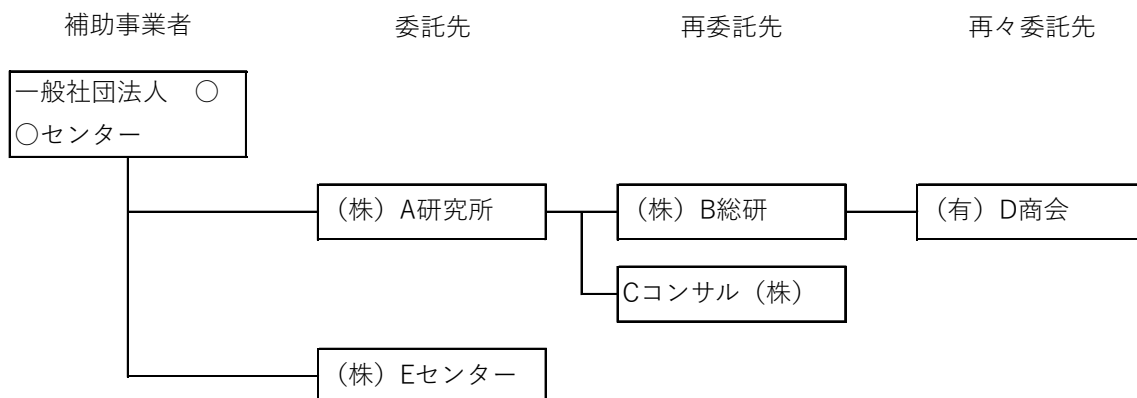 補助事業者
委託先
再委託先
再々委託先
一般社団法人　○
○センター
（株）A研究所
（株）B総研
（有）D商会
Cコンサル（株）
（株）Eセンター